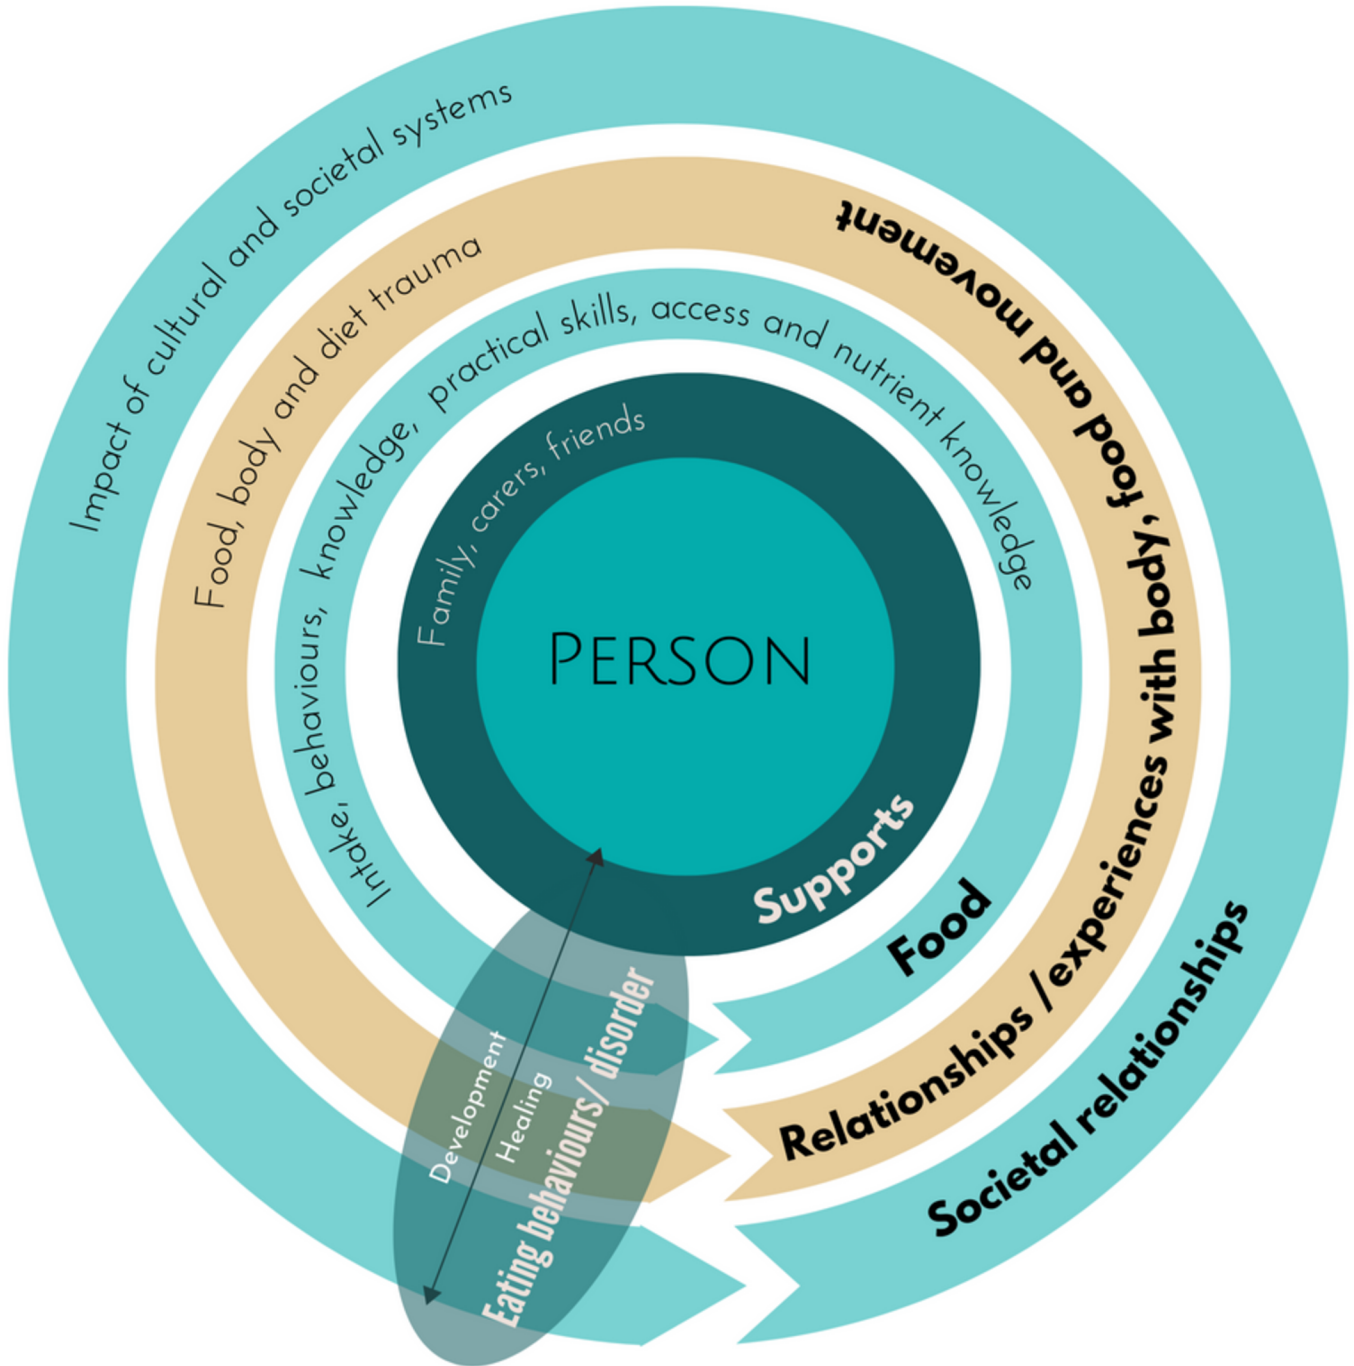 Impact of cultural and societal systems
Food, body and diet trauma
Intake, behaviours, knowledge, practical skills, access and nutrient knowledge
Family, carers, friends
PERSON
Supports
Food
Relationships /experiences with body, food and movement
Societal relationships
Development
Healing
Eating behaviours/ disorder